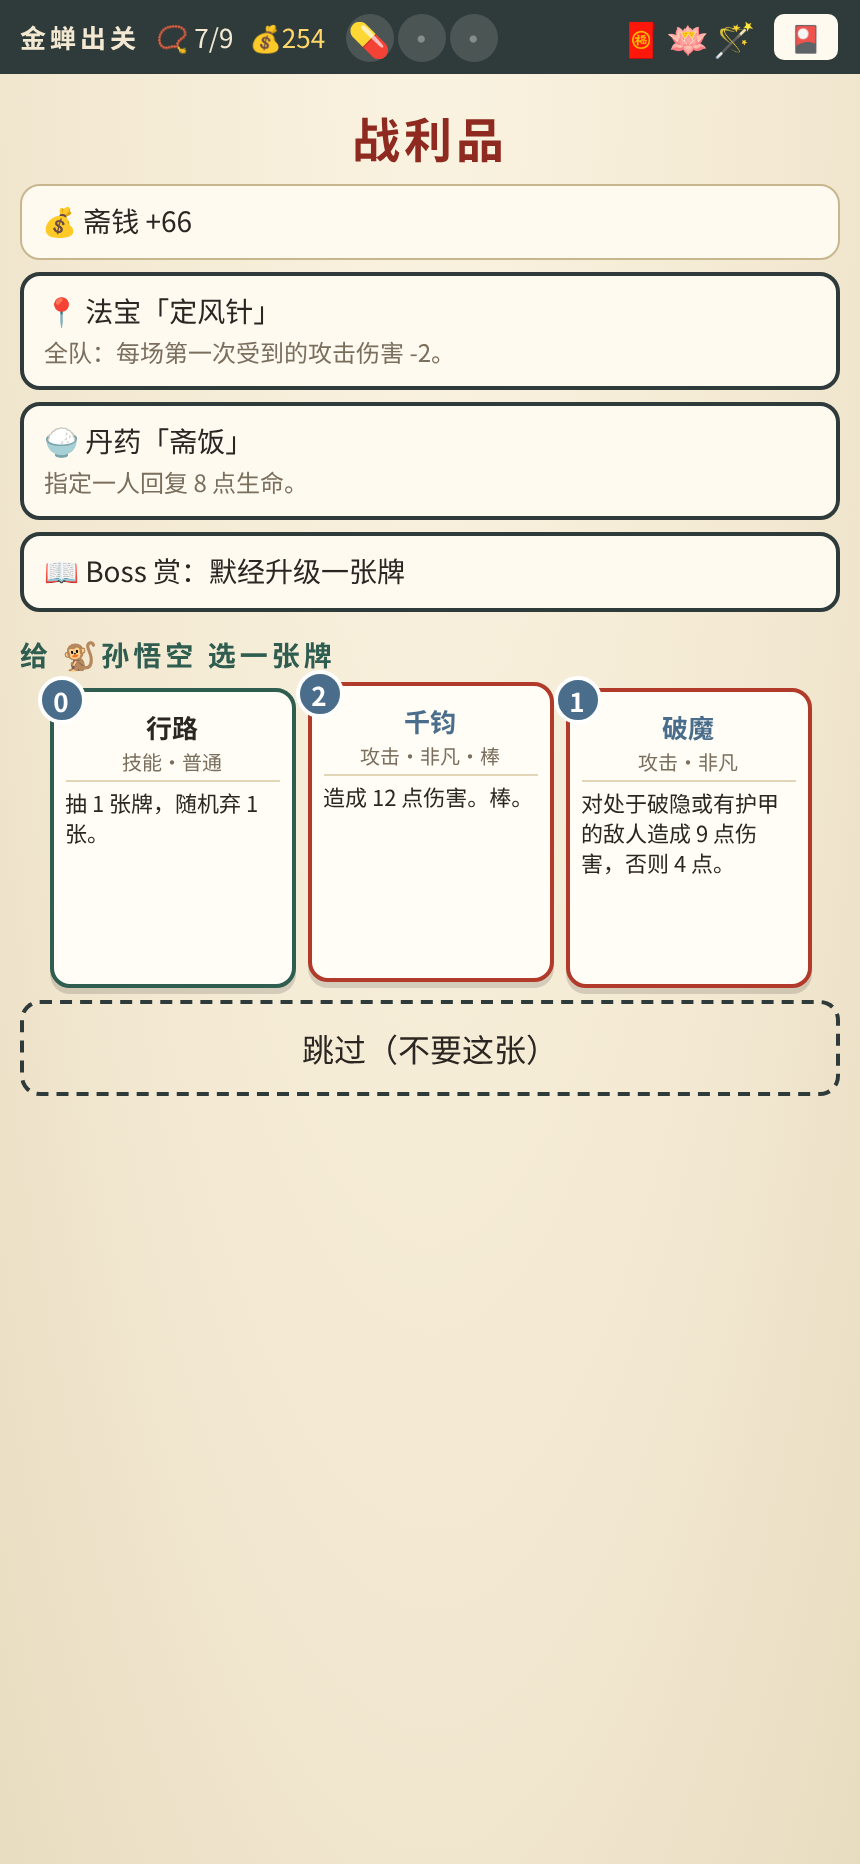 金蝉出关 7/9 254
福
战利品
斋钱 +66
法宝「定风针」
全队：每场第一次受到的攻击伤害 -2。
丹药「斋饭」
指定一人回复 8 点生命。
Boss 赏：默经升级一张牌
给 孙悟空 选一张牌
0
行路
技能·普通
抽 1 张牌，随机弃 1
张。
2
千钧
攻击·非凡·棒
造成 12 点伤害。棒。
1
破魔
攻击·非凡
对处于破隐或有护甲
的敌人造成 9 点伤
害，否则 4 点。
跳过（不要这张）